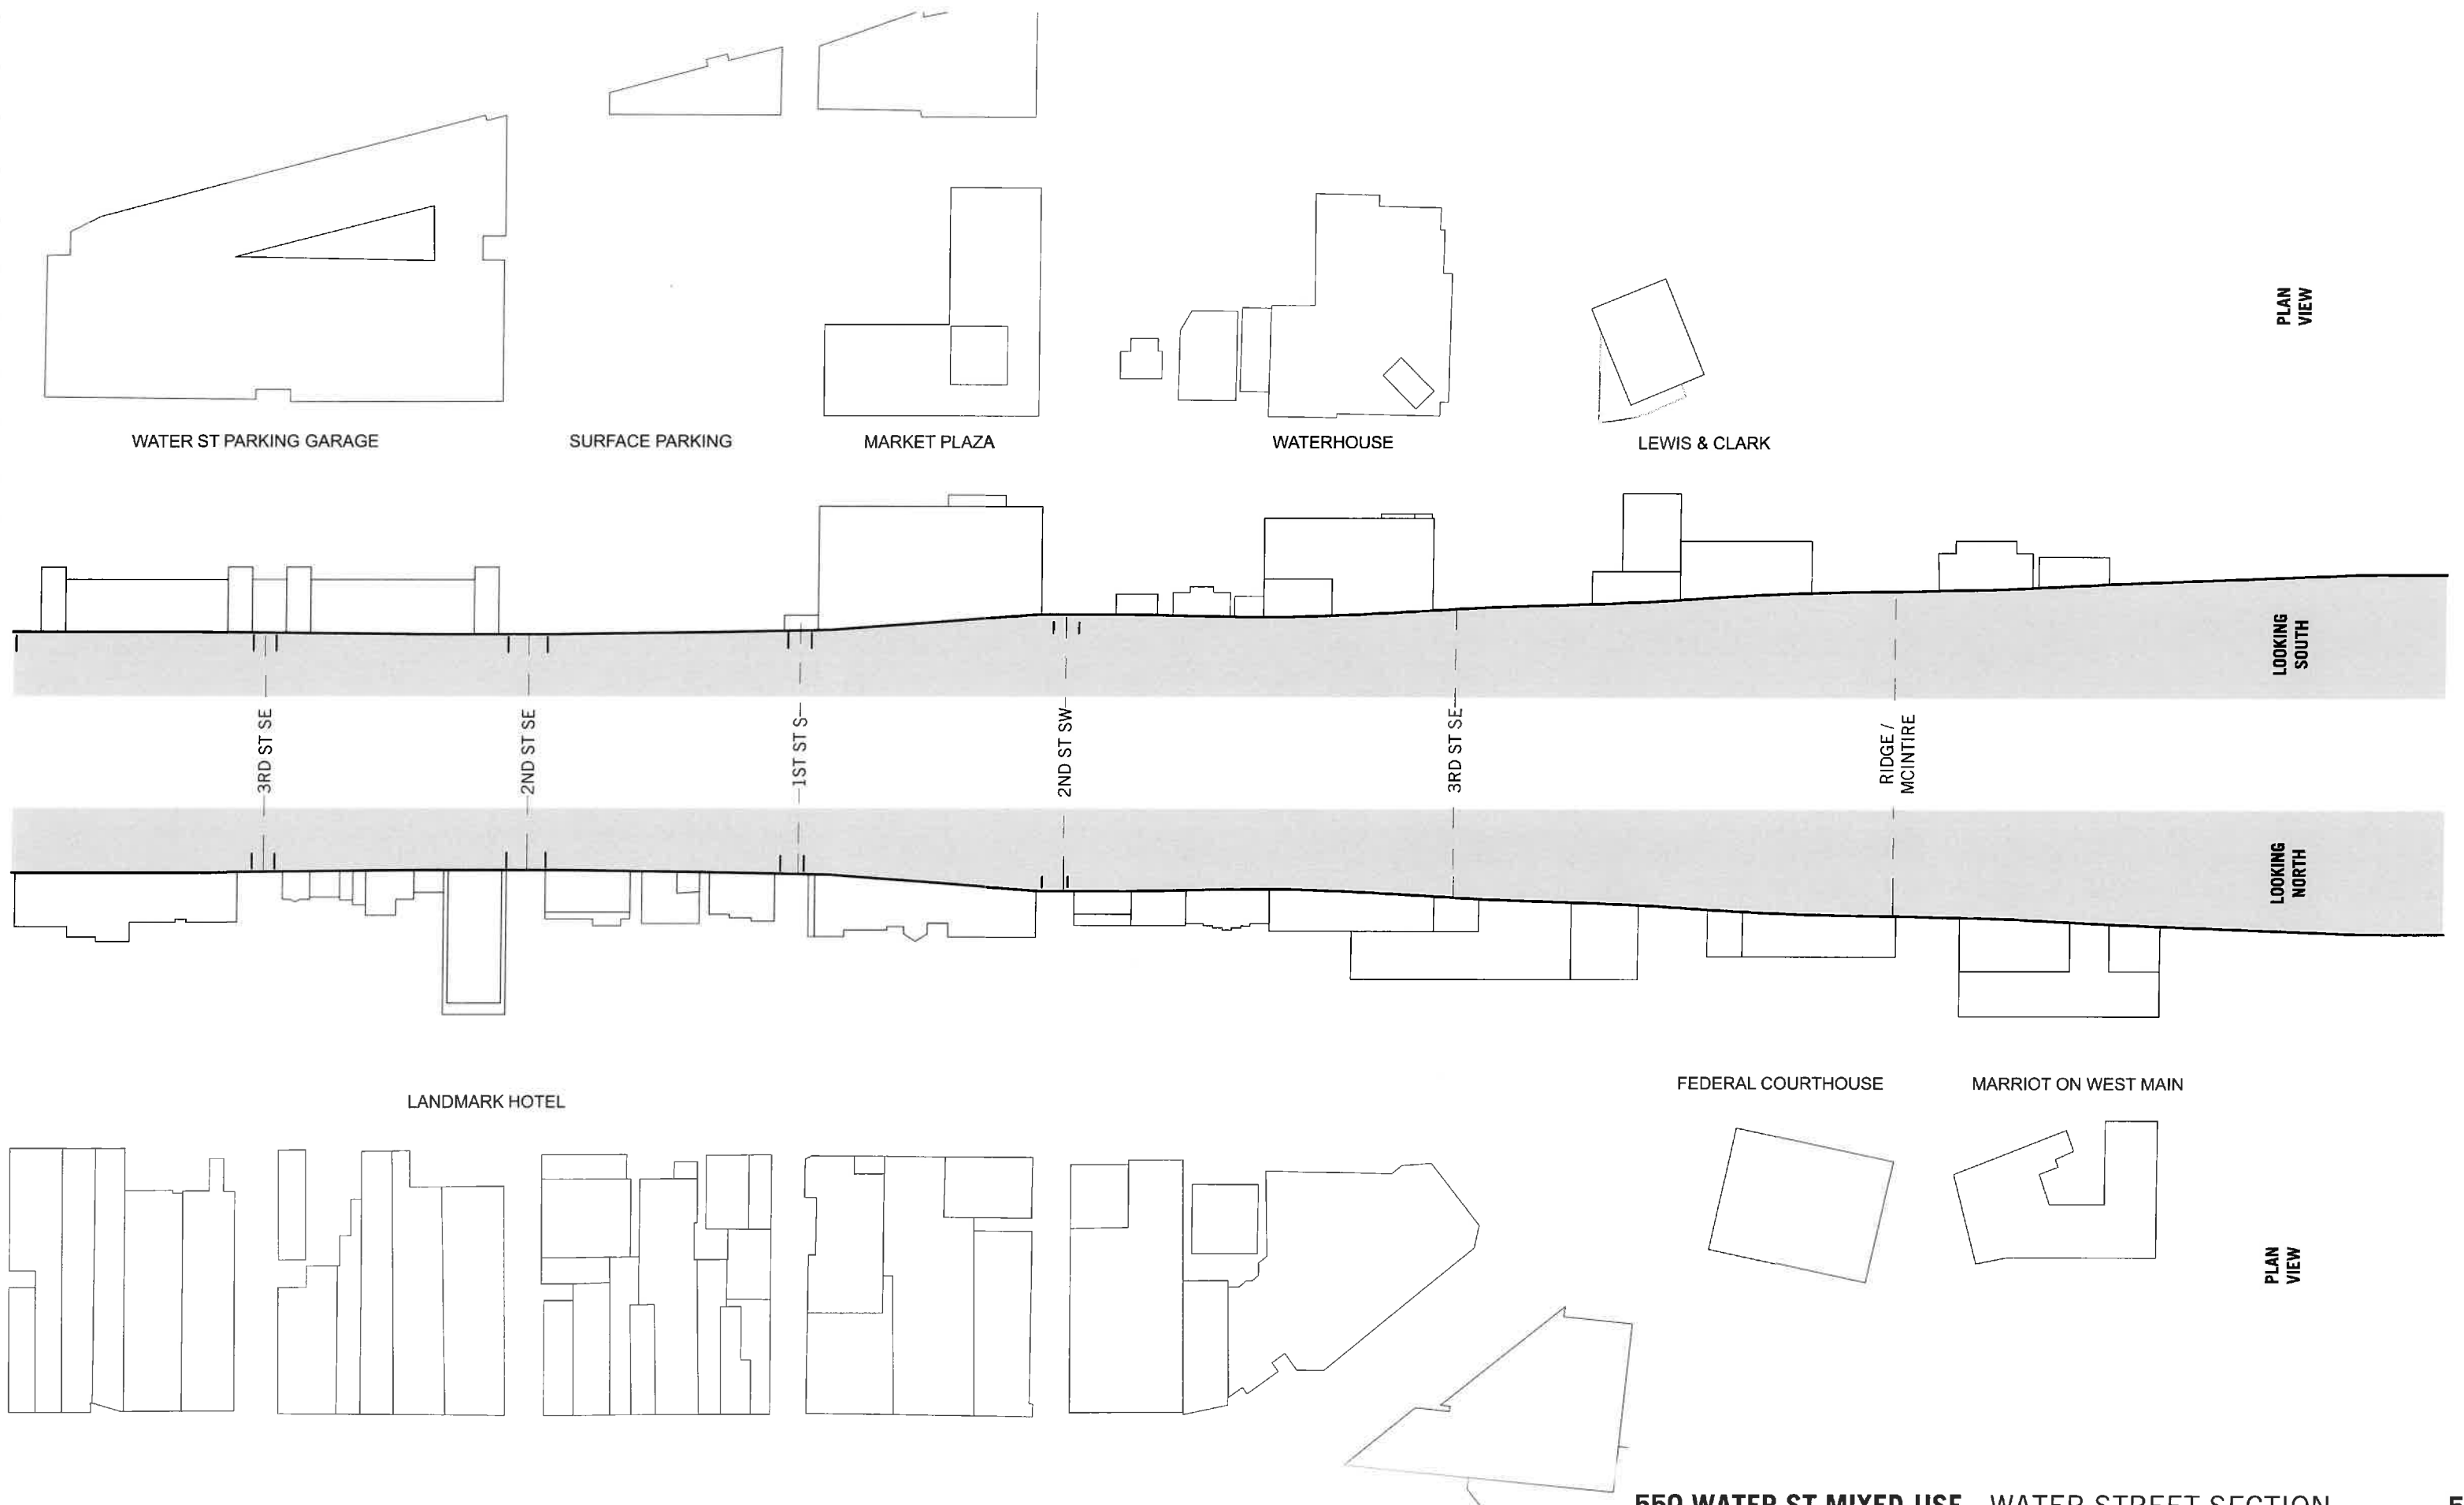 WATER ST PARKING GARAGE
SURFACE PARKING
MARKET PLAZA
WATERHOUSE
LEWIS & CLARK
PLAN
VIEW
LOOKING
SOUTH
3RD ST SE
2ND ST SE
1ST ST S
2ND ST SW
3RD ST SE
RIDGE /
MCINTIRE
LOOKING
NORTH
LANDMARK HOTEL
FEDERAL COURTHOUSE
MARRIOT ON WEST MAIN
PLAN
VIEW
550 WATER ST MIXED-USE WATER STREET SECTION